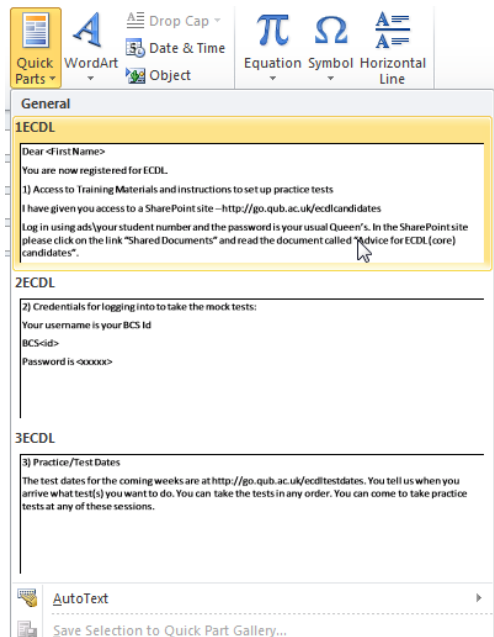 Drop Cap
Date & Time
Quick Parts WordArt Object Equation Symbol Horizontal Line
General
1ECDL
Dear <First Name>
You are now registered for ECDL.
1) Access to Training Materials and instructions to set up practice tests
I have given you access to a SharePoint site –http://go.qub.ac.uk/ecdlcandidates
Log in using ads\your student number and the password is your usual Queen's. In the SharePoint site
please click on the link "Shared Documents" and read the document called "Advice for ECDL (core)
candidates".
2ECDL
2) Credentials for logging into to take the mock tests:
Your username is your BCS Id
BCS<id>
Password is <xxxxx>
3ECDL
3) Practice/Test Dates
The test dates for the coming weeks are at http://go.qub.ac.uk/ecdltestdates. You tell us when you
arrive what test(s) you want to do. You can take the tests in any order. You can come to take practice
tests at any of these sessions.
AutoText
Save Selection to Quick Part Gallery...